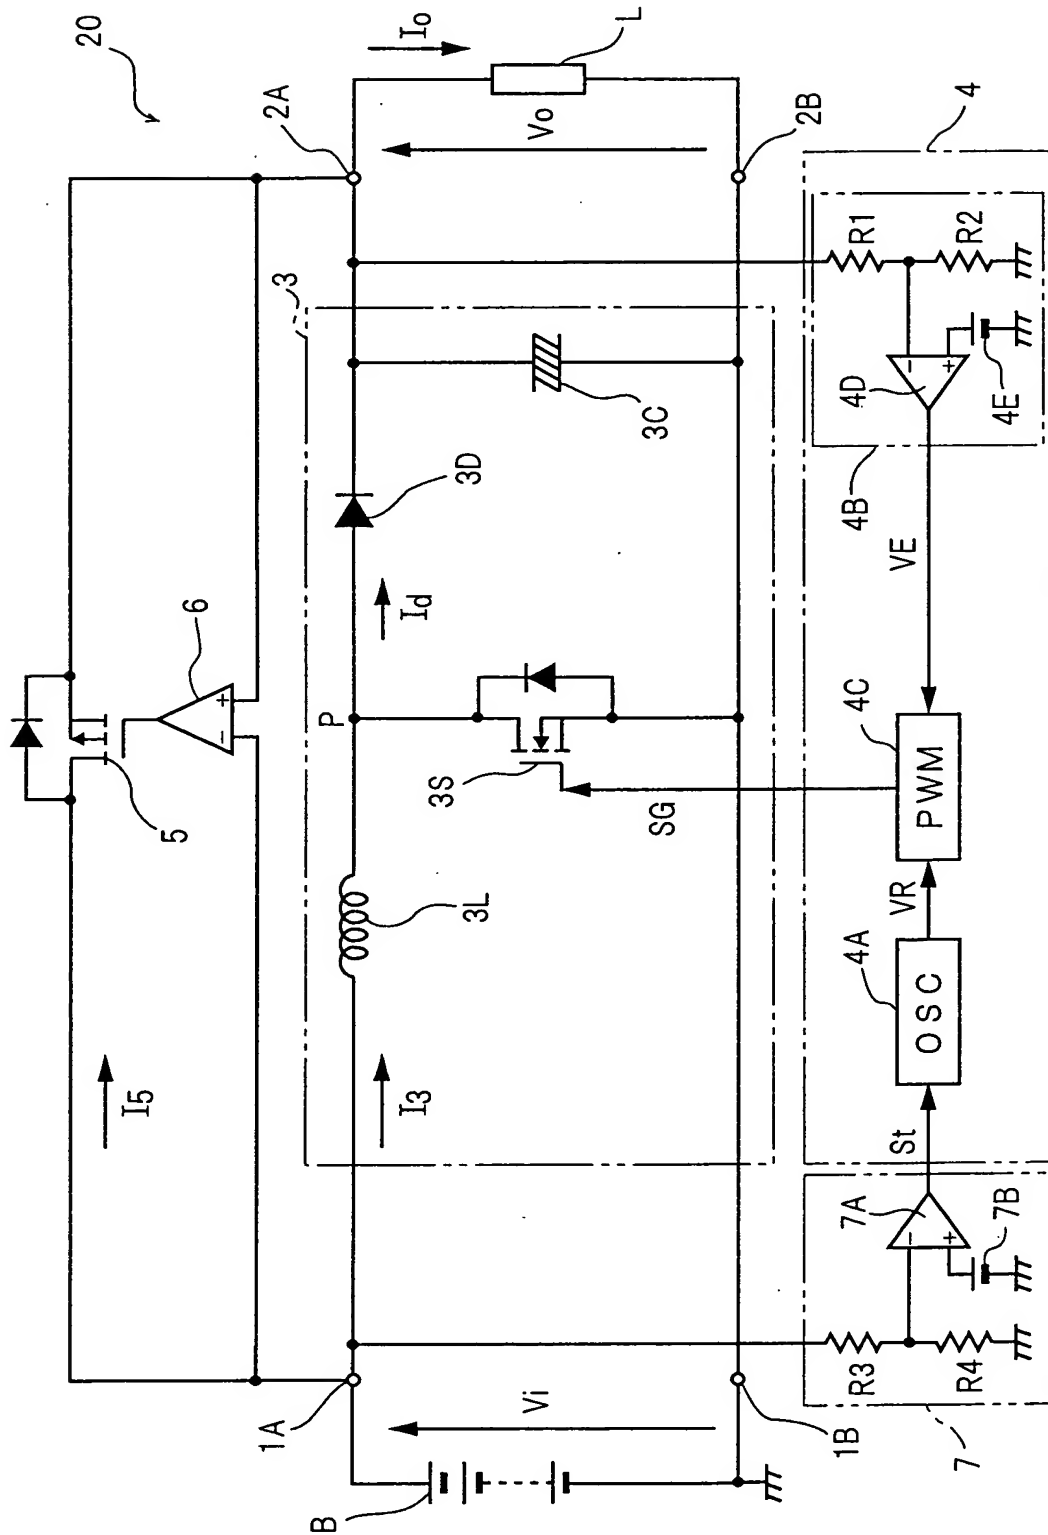 20
I5
5
6
−
+
3
1A
2A
I3
3L
P
Id
3D
Io
B
Vi
3S
3C
Vo
L
1B
SG
2B
7
R3
R4
−
+
7A
7B
St
4A
OSC
VR
4C
PWM
VE
4B
4D
−
+
4E
R1
R2
4